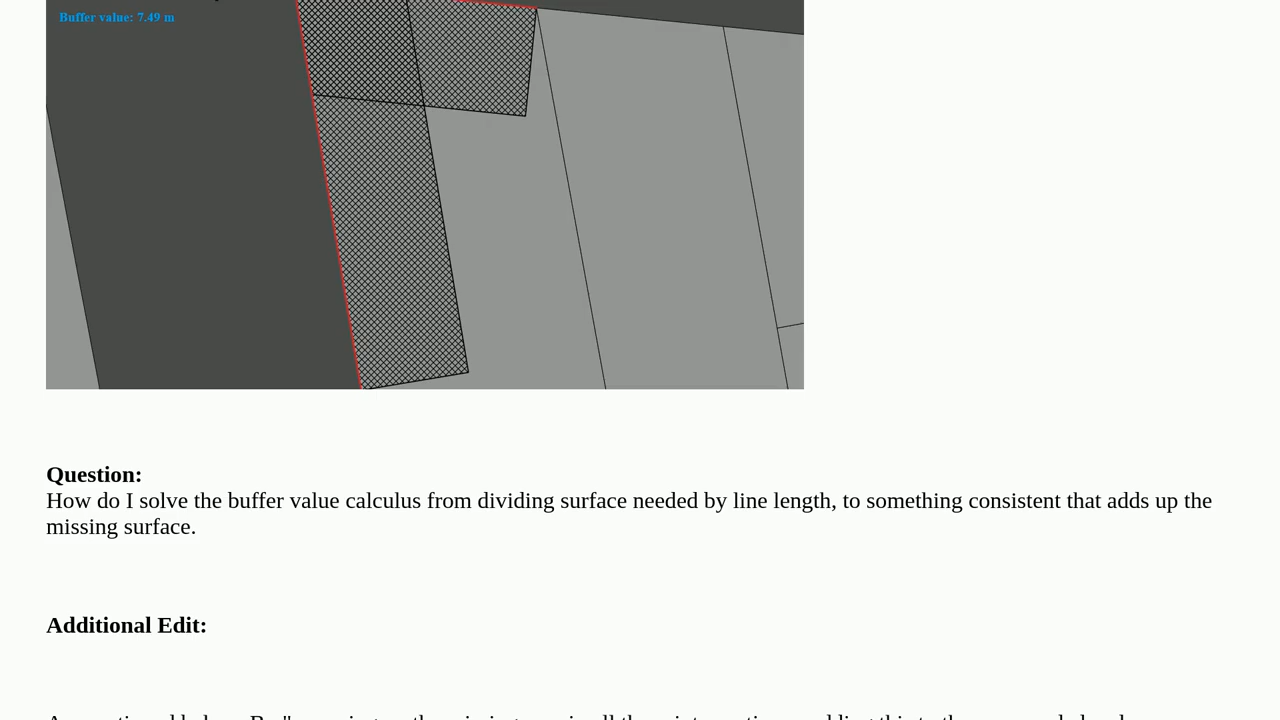 Buffer value: 7.49 m
Question:
How do I solve the buffer value calculus from dividing surface needed by line length, to something consistent that adds up the
missing surface.
Additional Edit: